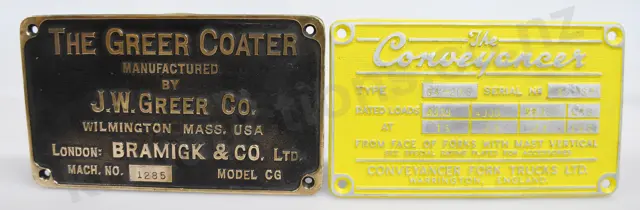 THE GREER COATER
MANUFACTURED
BY
J.W. GREER CO.
WILMINGTON MASS. USA
LONDON: BRAMIGK & CO. LTD.
MACH. NO. 1285 MODEL CG
The
Conveyancer
TYPE SERIAL No
RATED LOADS
AT
FROM FACE OF FORKS WITH MAST VERTICAL
CONVEYANCER FORK TRUCKS LTD.
WARRINGTON, ENGLAND.